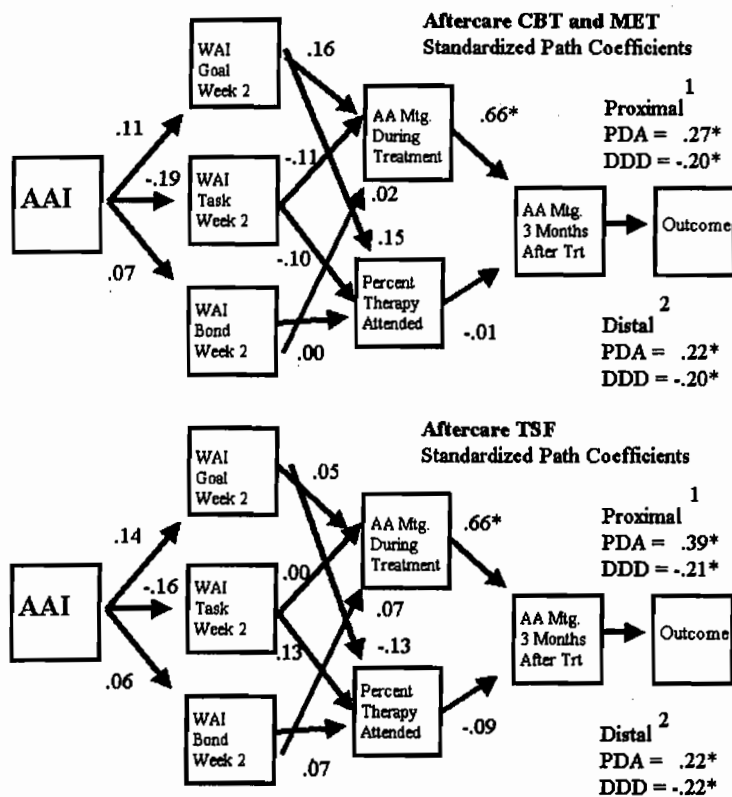 Aftercare CBT and MET
Standardized Path Coefficients
WAI
Goal
Week 2
.16
AA Mtg.
During
Treatment
.66*
1
Proximal
PDA = .27*
DDD = -.20*
.11
AAI
-.19
WAI
Task
Week 2
-.11
.02
AA Mtg.
3 Months
After Trt
Outcome
.07
-.10
.15
Percent
Therapy
Attended
-.01
WAI
Bond
Week 2
.00
2
Distal
PDA = .22*
DDD = -.20*
Aftercare TSF
Standardized Path Coefficients
WAI
Goal
Week 2
.05
AA Mtg.
During
Treatment
.66*
1
Proximal
PDA = .39*
DDD = -.21*
.14
AAI
-.16
WAI
Task
Week 2
.00
.07
AA Mtg.
3 Months
After Trt
Outcome
.06
.13
-.13
Percent
Therapy
Attended
-.09
WAI
Bond
Week 2
.07
2
Distal
PDA = .22*
DDD = -.22*